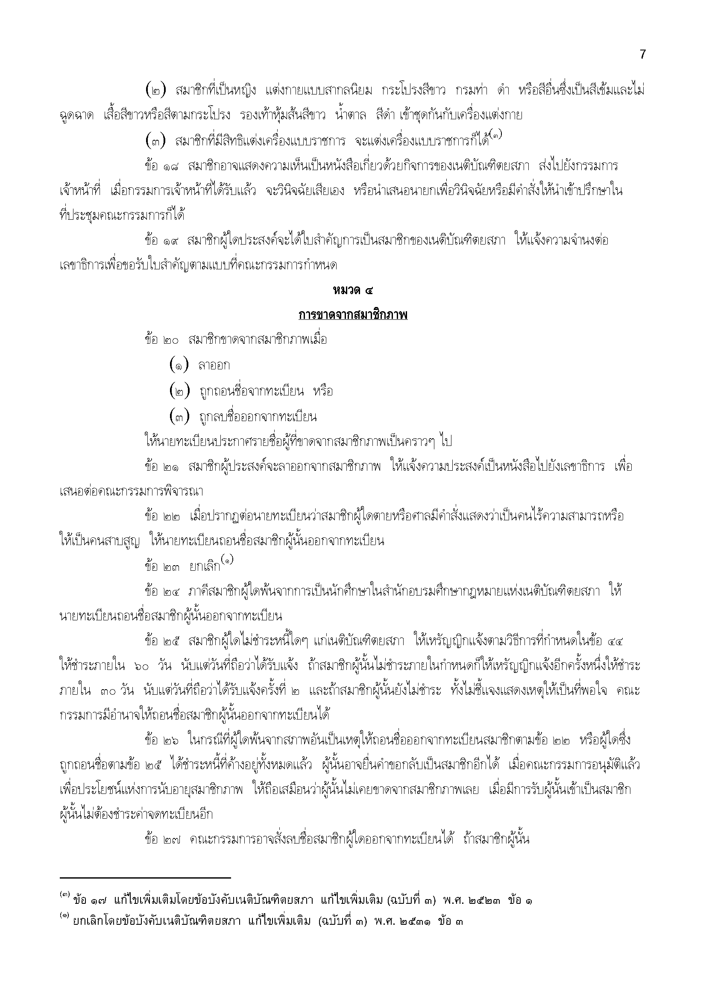 7
(๒) สมาชิกที่เป็นหญิง แต่งกายแบบสากลนิยม กระโปรงสีขาว กรมท่า ดำ หรือสีอื่นซึ่งเป็นสีเข้มและไม่
ฉูดฉาด เสื้อสีขาวหรือสีตามกระโปรง รองเท้าหุ้มส้นสีขาว น้ำตาล สีดำ เข้าชุดกันกับเครื่องแต่งกาย
(๓) สมาชิกที่มีสิทธิแต่งเครื่องแบบราชการ จะแต่งเครื่องแบบราชการก็ได้(๓)
ข้อ ๑๘ สมาชิกอาจแสดงความเห็นเป็นหนังสือเกี่ยวด้วยกิจการของเนติบัณฑิตยสภา ส่งไปยังกรรมการ
เจ้าหน้าที่ เมื่อกรรมการเจ้าหน้าที่ได้รับแล้ว จะวินิจฉัยเสียเอง หรือนำเสนอนายกเพื่อวินิจฉัยหรือมีคำสั่งให้นำเข้าปรึกษาใน
ที่ประชุมคณะกรรมการก็ได้
ข้อ ๑๙ สมาชิกผู้ใดประสงค์จะได้ใบสำคัญการเป็นสมาชิกของเนติบัณฑิตยสภา ให้แจ้งความจำนงต่อ
เลขาธิการเพื่อขอรับใบสำคัญตามแบบที่คณะกรรมการกำหนด
หมวด ๔
การขาดจากสมาชิกภาพ
ข้อ ๒๐ สมาชิกขาดจากสมาชิกภาพเมื่อ
(๑) ลาออก
(๒) ถูกถอนชื่อจากทะเบียน หรือ
(๓) ถูกลบชื่อออกจากทะเบียน
ให้นายทะเบียนประกาศรายชื่อผู้ที่ขาดจากสมาชิกภาพเป็นคราวๆ ไป
ข้อ ๒๑ สมาชิกผู้ประสงค์จะลาออกจากสมาชิกภาพ ให้แจ้งความประสงค์เป็นหนังสือไปยังเลขาธิการ เพื่อ
เสนอต่อคณะกรรมการพิจารณา
ข้อ ๒๒ เมื่อปรากฏต่อนายทะเบียนว่าสมาชิกผู้ใดตายหรือศาลมีคำสั่งแสดงว่าเป็นคนไร้ความสามารถหรือ
ให้เป็นคนสาบสูญ ให้นายทะเบียนถอนชื่อสมาชิกผู้นั้นออกจากทะเบียน
ข้อ ๒๓ ยกเลิก(๑)
ข้อ ๒๔ ภาคีสมาชิกผู้ใดพ้นจากการเป็นนักศึกษาในสำนักอบรมศึกษากฎหมายแห่งเนติบัณฑิตยสภา ให้
นายทะเบียนถอนชื่อสมาชิกผู้นั้นออกจากทะเบียน
ข้อ ๒๕ สมาชิกผู้ใดไม่ชำระหนี้ใดๆ แก่เนติบัณฑิตยสภา ให้เหรัญญิกแจ้งตามวิธีการที่กำหนดในข้อ ๔๔
ให้ชำระภายใน ๖๐ วัน นับแต่วันที่ถือว่าได้รับแจ้ง ถ้าสมาชิกผู้นั้นไม่ชำระภายในกำหนดก็ให้เหรัญญิกแจ้งอีกครั้งหนึ่งให้ชำระ
ภายใน ๓๐ วัน นับแต่วันที่ถือว่าได้รับแจ้งครั้งที่ ๒ และถ้าสมาชิกผู้นั้นยังไม่ชำระ ทั้งไม่ชี้แจงแสดงเหตุให้เป็นที่พอใจ คณะ
กรรมการมีอำนาจให้ถอนชื่อสมาชิกผู้นั้นออกจากทะเบียนได้
ข้อ ๒๖ ในกรณีที่ผู้ใดพ้นจากสภาพอันเป็นเหตุให้ถอนชื่อออกจากทะเบียนสมาชิกตามข้อ ๒๒ หรือผู้ใดซึ่ง
ถูกถอนชื่อตามข้อ ๒๕ ได้ชำระหนี้ที่ค้างอยู่ทั้งหมดแล้ว ผู้นั้นอาจยื่นคำขอกลับเป็นสมาชิกอีกได้ เมื่อคณะกรรมการอนุมัติแล้ว
เพื่อประโยชน์แห่งการนับอายุสมาชิกภาพ ให้ถือเสมือนว่าผู้นั้นไม่เคยขาดจากสมาชิกภาพเลย เมื่อมีการรับผู้นั้นเข้าเป็นสมาชิก
ผู้นั้นไม่ต้องชำระค่าจดทะเบียนอีก
ข้อ ๒๗ คณะกรรมการอาจสั่งลบชื่อสมาชิกผู้ใดออกจากทะเบียนได้ ถ้าสมาชิกผู้นั้น
(๓) ข้อ ๑๗ แก้ไขเพิ่มเติมโดยข้อบังคับเนติบัณฑิตยสภา แก้ไขเพิ่มเติม (ฉบับที่ ๓) พ.ศ. ๒๕๒๓ ข้อ ๑
(๑) ยกเลิกโดยข้อบังคับเนติบัณฑิตยสภา แก้ไขเพิ่มเติม (ฉบับที่ ๓) พ.ศ. ๒๕๓๑ ข้อ ๓